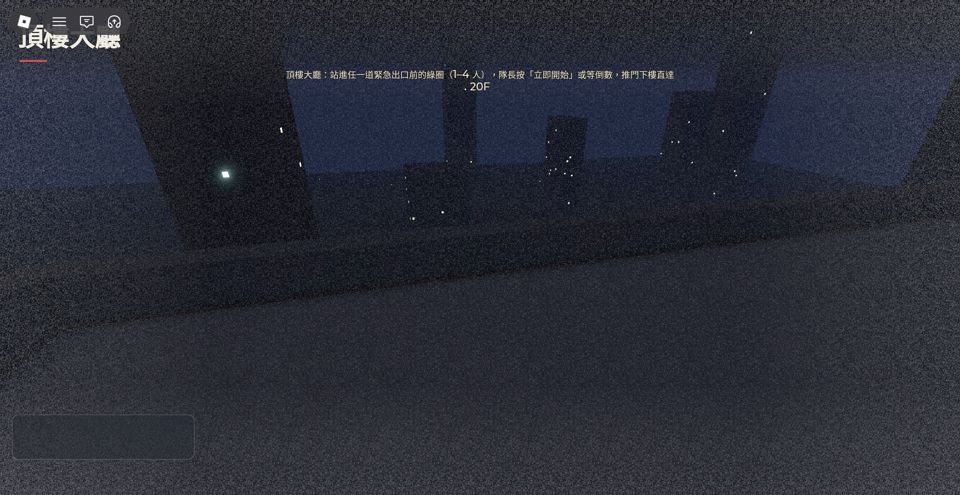 頂樓大廳
頂樓大廳：站進任一道緊急出口前的綠圈（1–4 人），隊長按「立即開始」或等倒數，推門下樓直達
20F